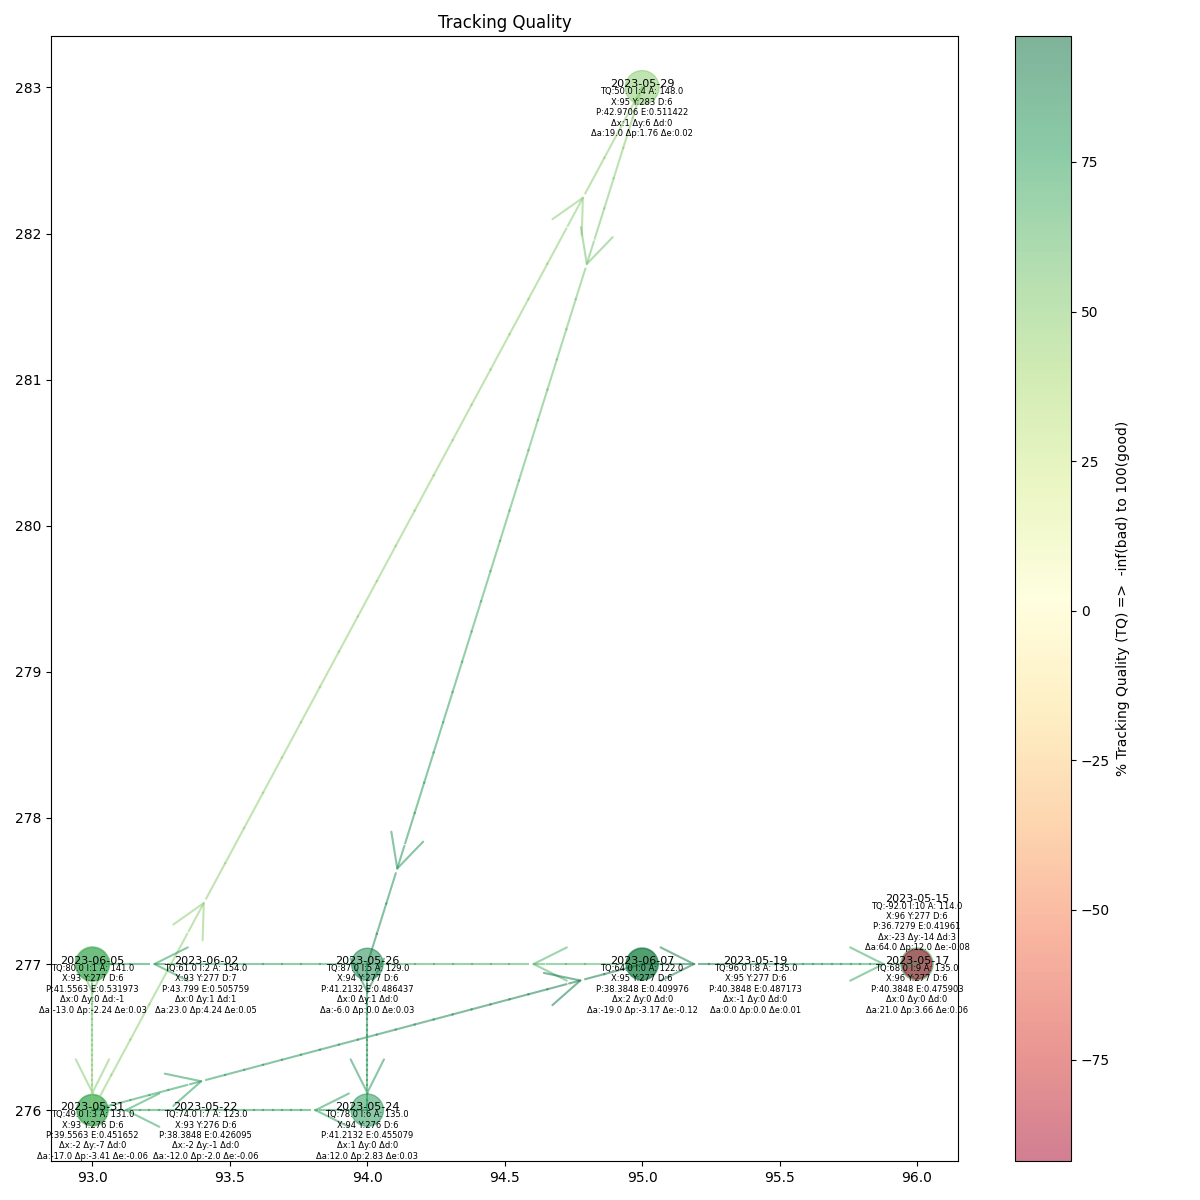 Tracking Quality
283
282
281
280
279
278
277
276
93.0
93.5
94.0
94.5
95.0
95.5
96.0
2023-05-29
TQ:50.0 I:4 A: 148.0
X:95 Y:283 D:6
P:42.9706 E:0.511422
Δx:1 Δy:6 Δd:0
Δa:19.0 Δp:1.76 Δe:0.02
2023-05-15
TQ:-92.0 I:10 A: 114.0
X:96 Y:277 D:6
P:36.7279 E:0.41961
Δx:-23 Δy:-14 Δd:3
Δa:64.0 Δp:12.0 Δe:-0.08
2023-06-05
TQ:80.0 I:1 A: 141.0
X:93 Y:277 D:6
P:41.5563 E:0.531973
Δx:0 Δy:0 Δd:-1
Δa:-13.0 Δp:-2.24 Δe:0.03
2023-06-02
TQ:61.0 I:2 A: 154.0
X:93 Y:277 D:7
P:43.799 E:0.505759
Δx:0 Δy:1 Δd:1
Δa:23.0 Δp:4.24 Δe:0.05
2023-05-26
TQ:87.0 I:5 A: 129.0
X:94 Y:277 D:6
P:41.2132 E:0.486437
Δx:0 Δy:1 Δd:0
Δa:-6.0 Δp:0.0 Δe:0.03
2023-06-07
TQ:64.0 I:0 A: 122.0
X:95 Y:277 D:6
P:38.3848 E:0.409976
Δx:2 Δy:0 Δd:0
Δa:-19.0 Δp:-3.17 Δe:-0.12
2023-05-19
TQ:96.0 I:8 A: 135.0
X:95 Y:277 D:6
P:40.3848 E:0.487173
Δx:-1 Δy:0 Δd:0
Δa:0.0 Δp:0.0 Δe:0.01
2023-05-17
TQ:68.0 I:9 A: 135.0
X:96 Y:277 D:6
P:40.3848 E:0.475903
Δx:0 Δy:0 Δd:0
Δa:21.0 Δp:3.66 Δe:0.06
2023-05-31
TQ:49.0 I:3 A: 131.0
X:93 Y:276 D:6
P:39.5563 E:0.451652
Δx:-2 Δy:-7 Δd:0
Δa:-17.0 Δp:-3.41 Δe:-0.06
2023-05-22
TQ:74.0 I:7 A: 123.0
X:93 Y:276 D:6
P:38.3848 E:0.426095
Δx:-2 Δy:-1 Δd:0
Δa:-12.0 Δp:-2.0 Δe:-0.06
2023-05-24
TQ:78.0 I:6 A: 135.0
X:94 Y:276 D:6
P:41.2132 E:0.455079
Δx:1 Δy:0 Δd:0
Δa:12.0 Δp:2.83 Δe:0.03
75
50
25
0
−25
−50
−75
% Tracking Quality (TQ) =>  -inf(bad) to 100(good)